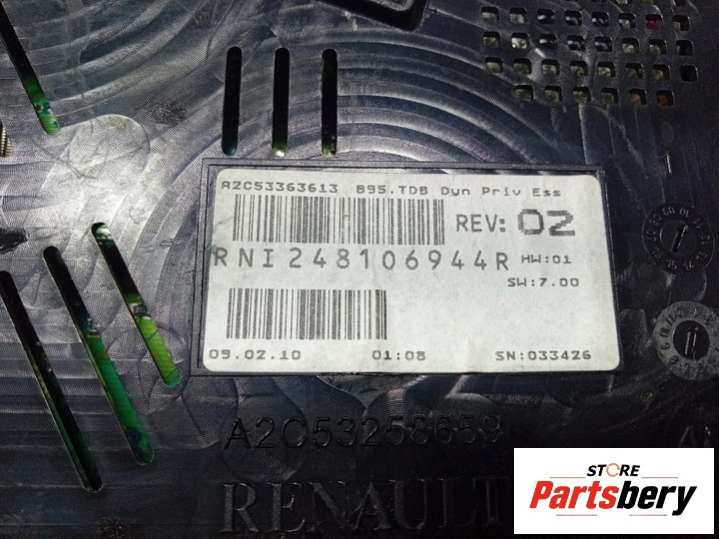 A2C53363613 B95.TDB Dyn Priv Ess
REV: 02
RNI248106944R HW:01
SW:7.00
09.02.10 01:08 SN:033426
A2C53258659
RENAULT
STORE
Partsbery